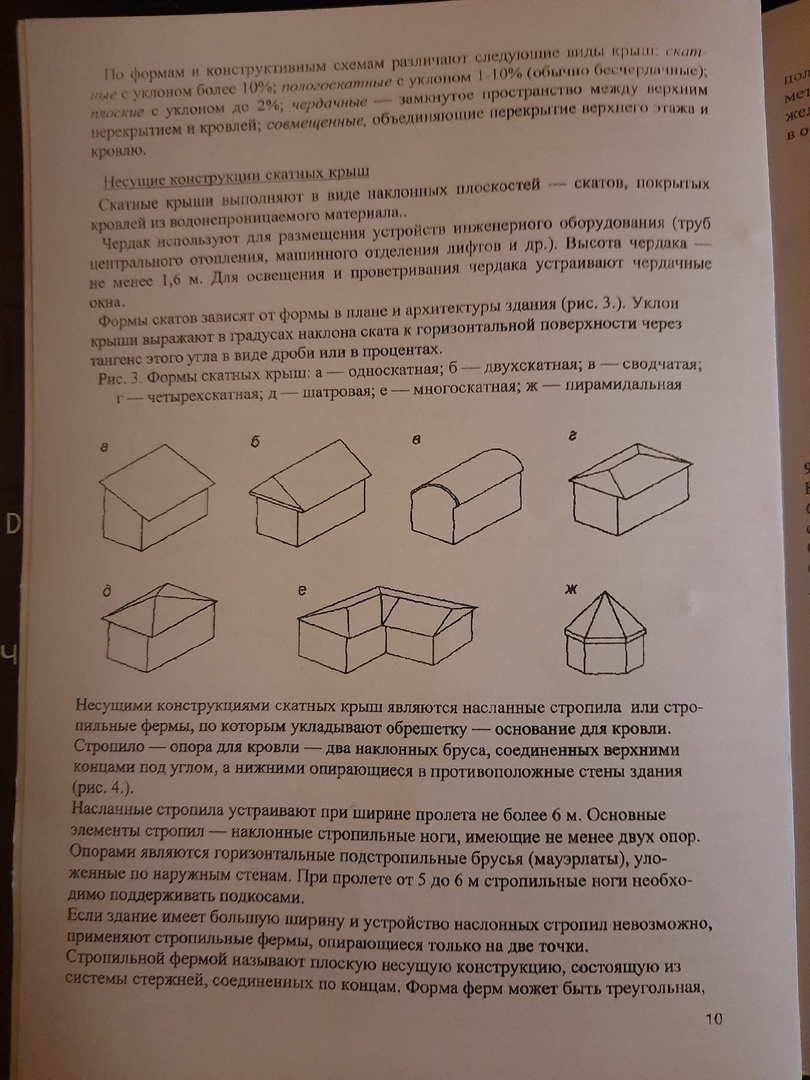 По формам и конструктивным схемам различают следующие виды крыш: скат-
ные с уклоном более 10%; пологоскатные с уклоном 1-10% (обычно бесчердачные);
плоские с уклоном до 2%; чердачные — замкнутое пространство между верхним
перекрытием и кровлей; совмещенные, объединяющие перекрытие верхнего этажа и
кровлю.
Несущие конструкции скатных крыш
Скатные крыши выполняют в виде наклонных плоскостей — скатов, покрытых
кровлей из водонепроницаемого материала..
Чердак используют для размещения устройств инженерного оборудования (труб
центрального отопления, машинного отделения лифтов и др.). Высота чердака —
не менее 1,6 м. Для освещения и проветривания чердака устраивают чердачные
окна.
Формы скатов зависят от формы в плане и архитектуры здания (рис. 3.). Уклон
крыши выражают в градусах наклона ската к горизонтальной поверхности через
тангенс этого угла в виде дроби или в процентах.
Рис. 3. Формы скатных крыш: а — односкатная; б — двухскатная; в — сводчатая;
г — четырехскатная; д — шатровая; е — многоскатная; ж — пирамидальная
а б в г
д е ж
Несущими конструкциями скатных крыш являются насланные стропила или стро-
пильные фермы, по которым укладывают обрешетку — основание для кровли.
Стропило — опора для кровли — два наклонных бруса, соединенных верхними
концами под углом, а нижними опирающиеся в противоположные стены здания
(рис. 4.).
Насланные стропила устраивают при ширине пролета не более 6 м. Основные
элементы стропил — наклонные стропильные ноги, имеющие не менее двух опор.
Опорами являются горизонтальные подстропильные брусья (мауэрлаты), уло-
женные по наружным стенам. При пролете от 5 до 6 м стропильные ноги необхо-
димо поддерживать подкосами.
Если здание имеет большую ширину и устройство наслонных стропил невозможно,
применяют стропильные фермы, опирающиеся только на две точки.
Стропильной фермой называют плоскую несущую конструкцию, состоящую из
системы стержней, соединенных по концам. Форма ферм может быть треугольная,
10